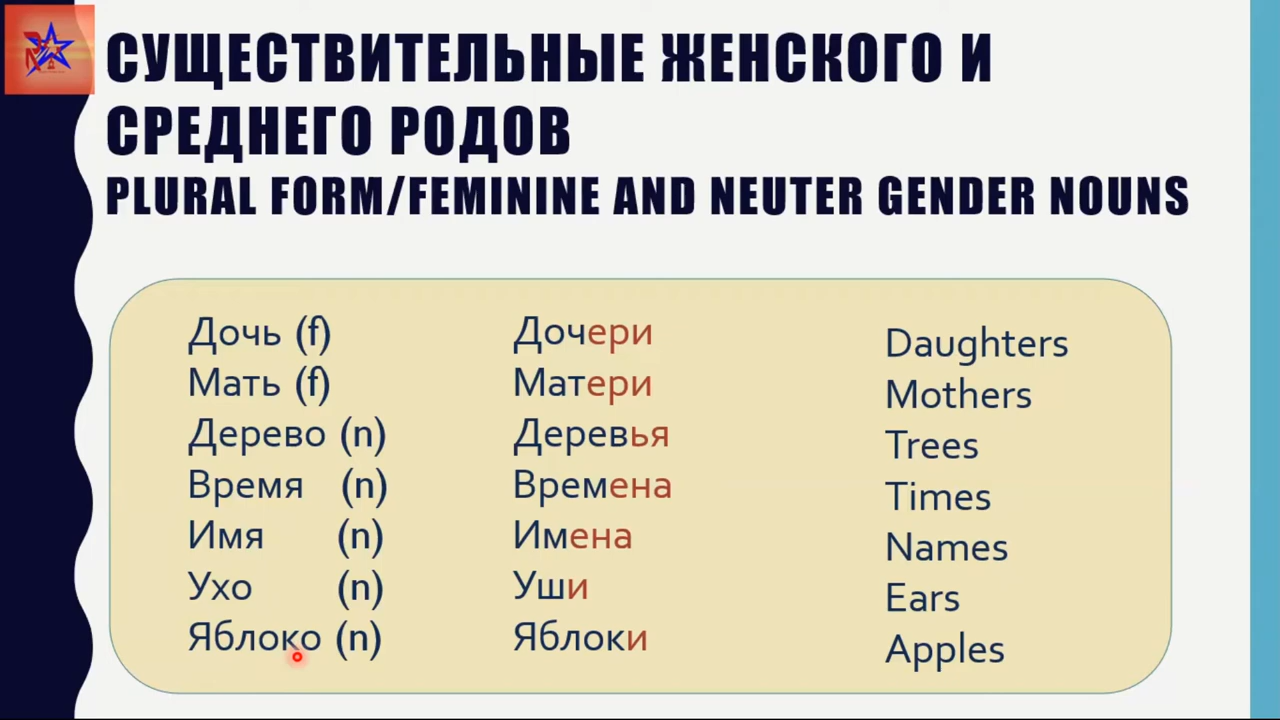 СУЩЕСТВИТЕЛЬНЫЕ ЖЕНСКОГО И
СРЕДНЕГО РОДОВ
PLURAL FORM/FEMININE AND NEUTER GENDER NOUNS
Дочь (f) Дочери Daughters
Мать (f) Матери Mothers
Дерево (n) Деревья Trees
Время (n) Времена Times
Имя (n) Имена Names
Ухо (n) Уши Ears
Яблоко (n) Яблоки Apples